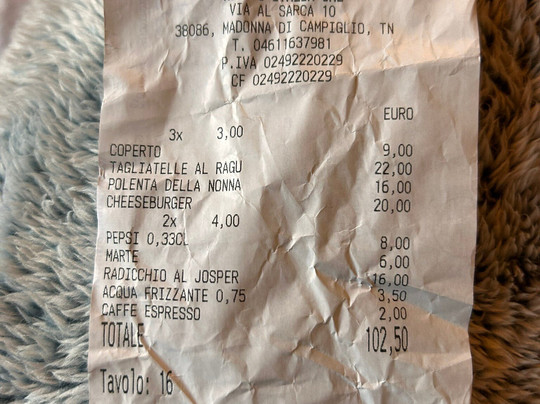 VIA AL SARCA 10
38086, MADONNA DI CAMPIGLIO, TN
T. 04611637981
P.IVA 02492220229
CF 02492220229
EURO
3x 3,00
COPERTO 9,00
TAGLIATELLE AL RAGU 22,00
POLENTA DELLA NONNA 16,00
CHEESEBURGER 20,00
2x 4,00
PEPSI 0,33CL 8,00
MARTE 6,00
RADICCHIO AL JOSPER 16,00
ACQUA FRIZZANTE 0,75 3,50
CAFFE ESPRESSO 2,00
TOTALE 102,50
Tavolo: 16